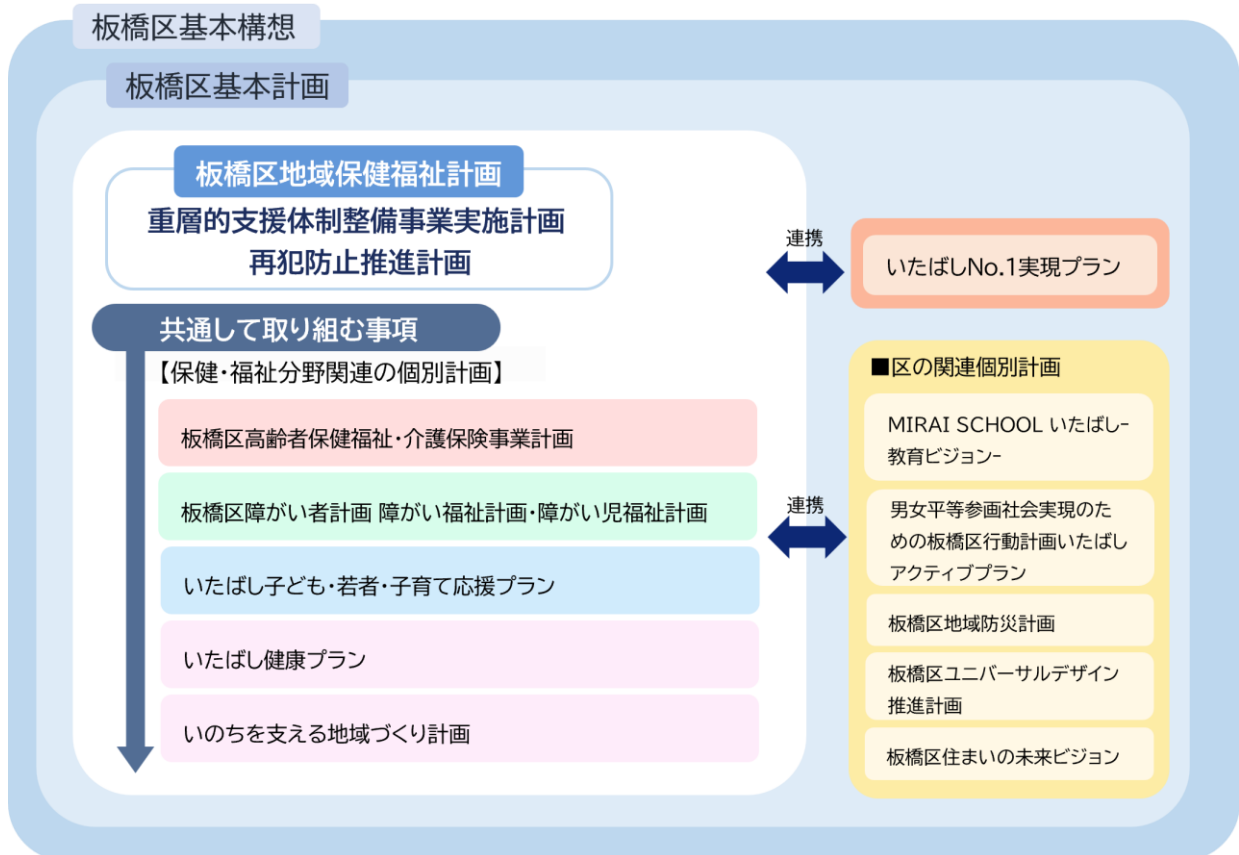 板橋区基本構想
板橋区基本計画
板橋区地域保健福祉計画
重層的支援体制整備事業実施計画
再犯防止推進計画
共通して取り組む事項
【保健・福祉分野関連の個別計画】
板橋区高齢者保健福祉・介護保険事業計画
板橋区障がい者計画 障がい福祉計画・障がい児福祉計画
いたばし子ども・若者・子育て応援プラン
いたばし健康プラン
いのちを支える地域づくり計画
連携
いたばしNo.1実現プラン
連携
■区の関連個別計画
MIRAI SCHOOL いたばし-
教育ビジョン-
男女平等参画社会実現のた
めの板橋区行動計画いたばし
アクティブプラン
板橋区地域防災計画
板橋区ユニバーサルデザイン
推進計画
板橋区住まいの未来ビジョン